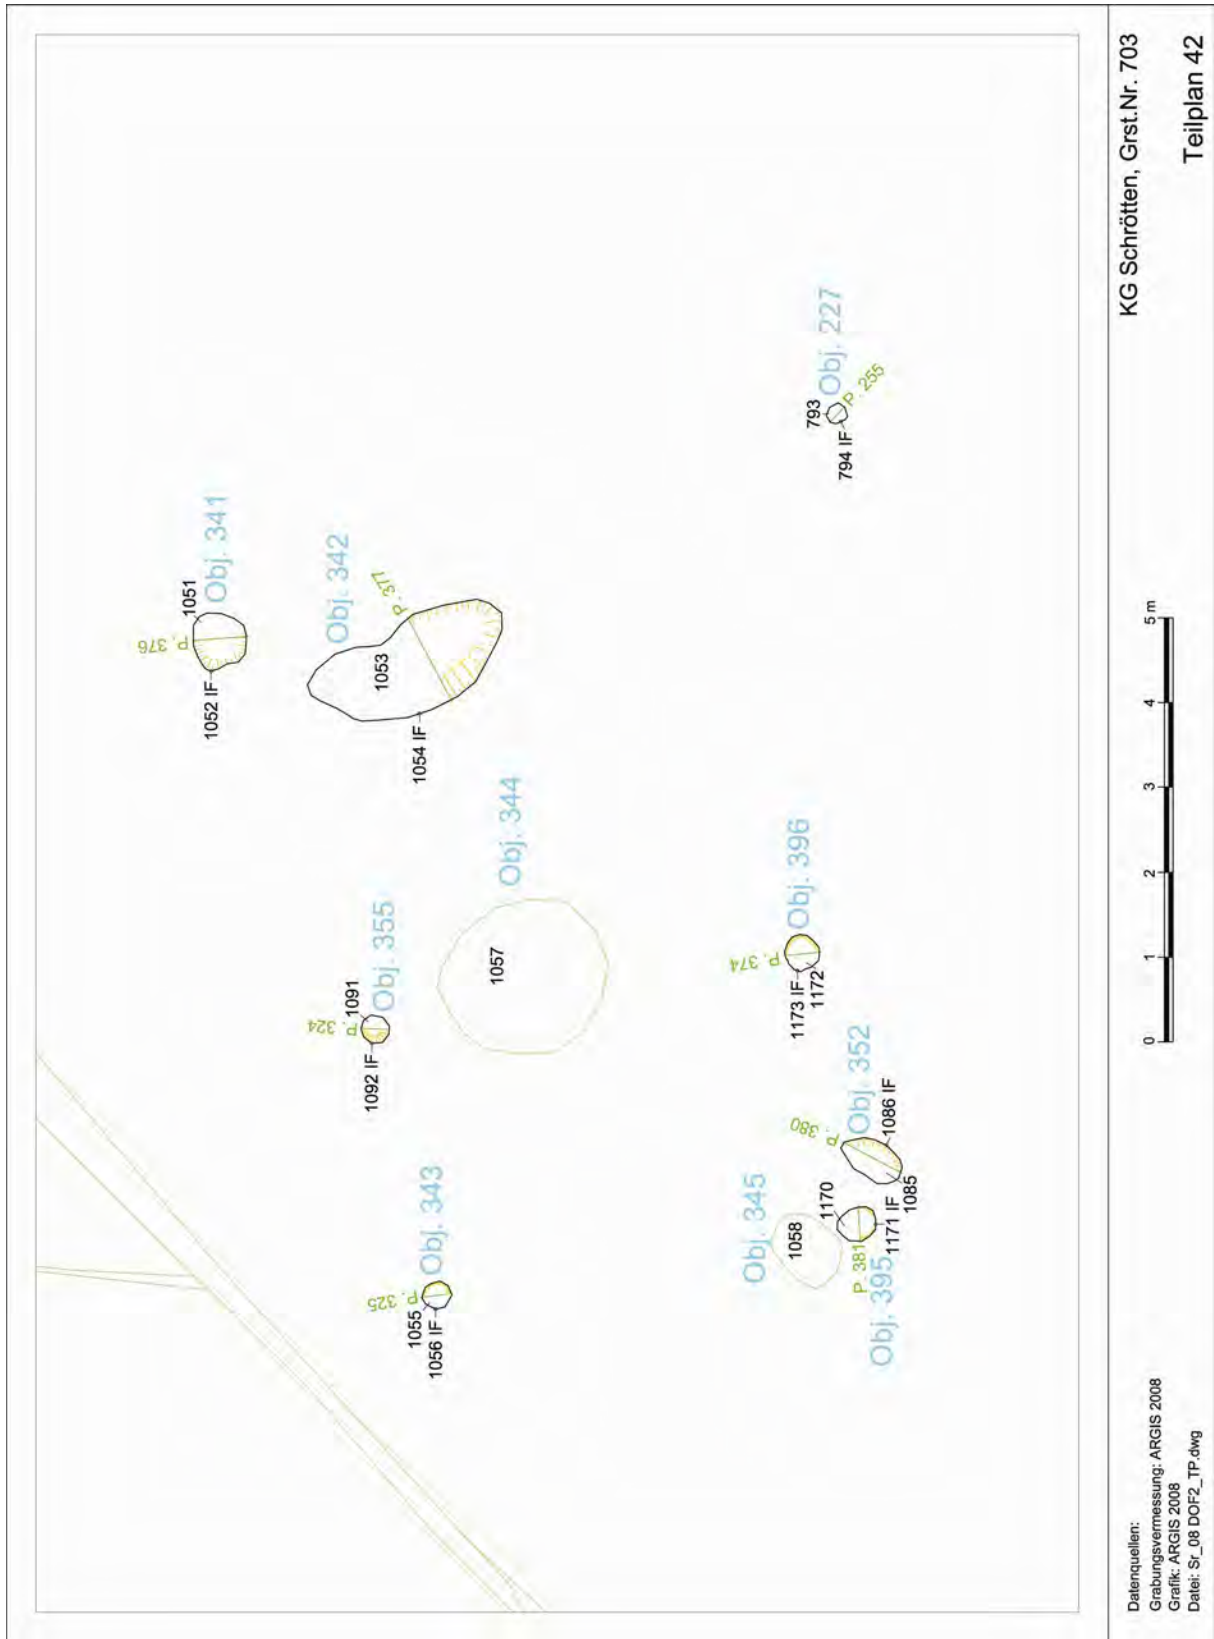 P. 376
1051
1052 IF
Obj. 341
Obj. 342
P. 377
1053
1054 IF
P. 324
1091
1092 IF
Obj. 355
Obj. 344
1057
P. 325
1055
1056 IF
Obj. 343
793
794 IF
Obj. 227
P. 255
P. 374
1173 IF
1172
Obj. 396
Obj. 345
1058
P. 380
Obj. 352
1086 IF
1085
1170
1171 IF
P. 381
Obj. 395
0 1 2 3 4 5 m
Datenquellen:
Grabungsvermessung: ARGIS 2008
Grafik: ARGIS 2008
Datei: Sr_08 DOF2_TP.dwg
KG Schrötten, Grst.Nr. 703
Teilplan 42